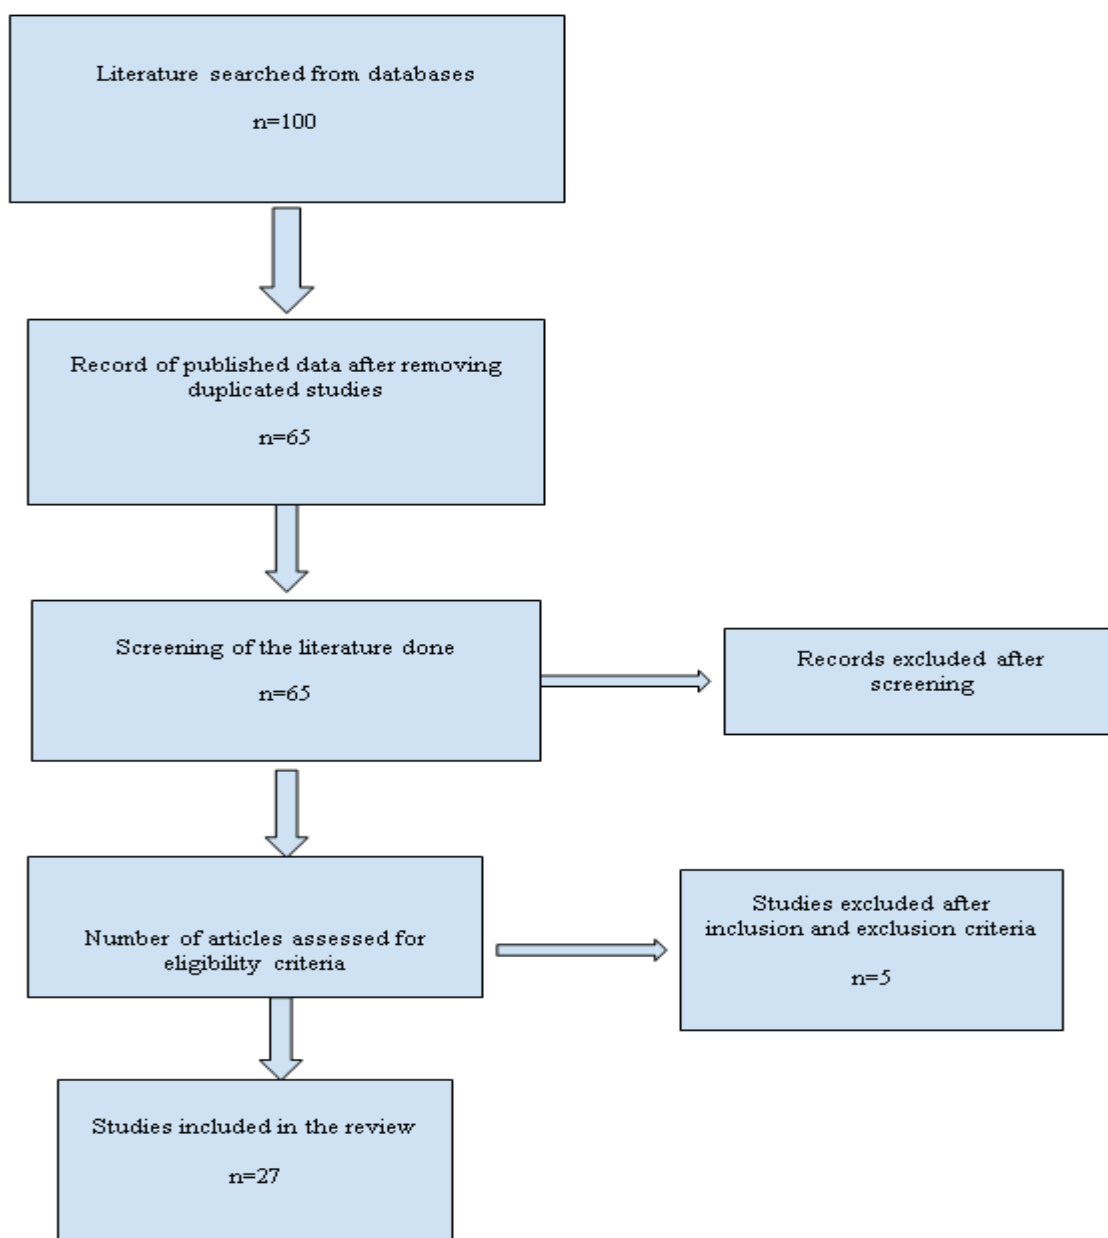 Literature searched from databases
n=100
Record of published data after removing
duplicated studies
n=65
Screening of the literature done
n=65
Records excluded after
screening
Number of articles assessed for
eligibility criteria
Studies excluded after
inclusion and exclusion criteria
n=5
Studies included in the review
n=27